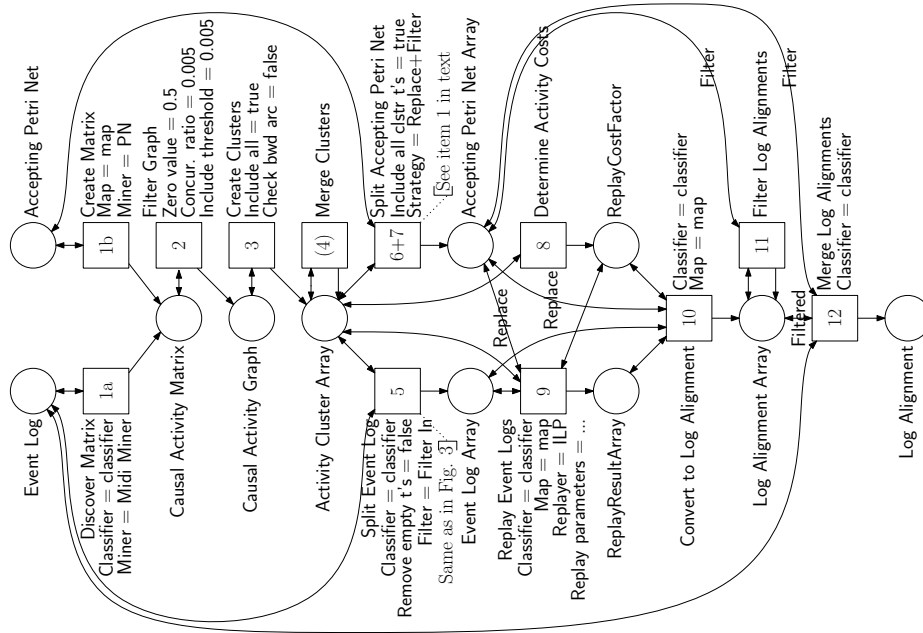 Event Log
Accepting Petri Net
Discover Matrix
Classifier = classifier
Miner = Midi Miner
1a
1b
Create Matrix
Map = map
Miner = PN
Causal Activity Matrix
2
Filter Graph
Zero value = 0.5
Concur. ratio = 0.005
Include threshold = 0.005
Causal Activity Graph
3
Create Clusters
Include all = true
Check bwd arc = false
Activity Cluster Array
(4)
Merge Clusters
Split Event Log
Classifier = classifier
Remove empty t's = false
Filter = Filter In
Same as in Fig. 3
5
6+7
Split Accepting Petri Net
Include all clstr t's = true
Strategy = Replace+Filter
See item 1 in text
Event Log Array
Accepting Petri Net Array
Replace
Replay Event Logs
Classifier = classifier
Map = map
Replayer = ILP
Replay parameters = ...
9
Replace
8
Determine Activity Costs
ReplayResultArray
ReplayCostFactor
Convert to Log Alignment
10
Classifier = classifier
Map = map
Filter
Log Alignment Array
11
Filter Log Alignments
Filtered
Filter
12
Merge Log Alignments
Classifier = classifier
Log Alignment